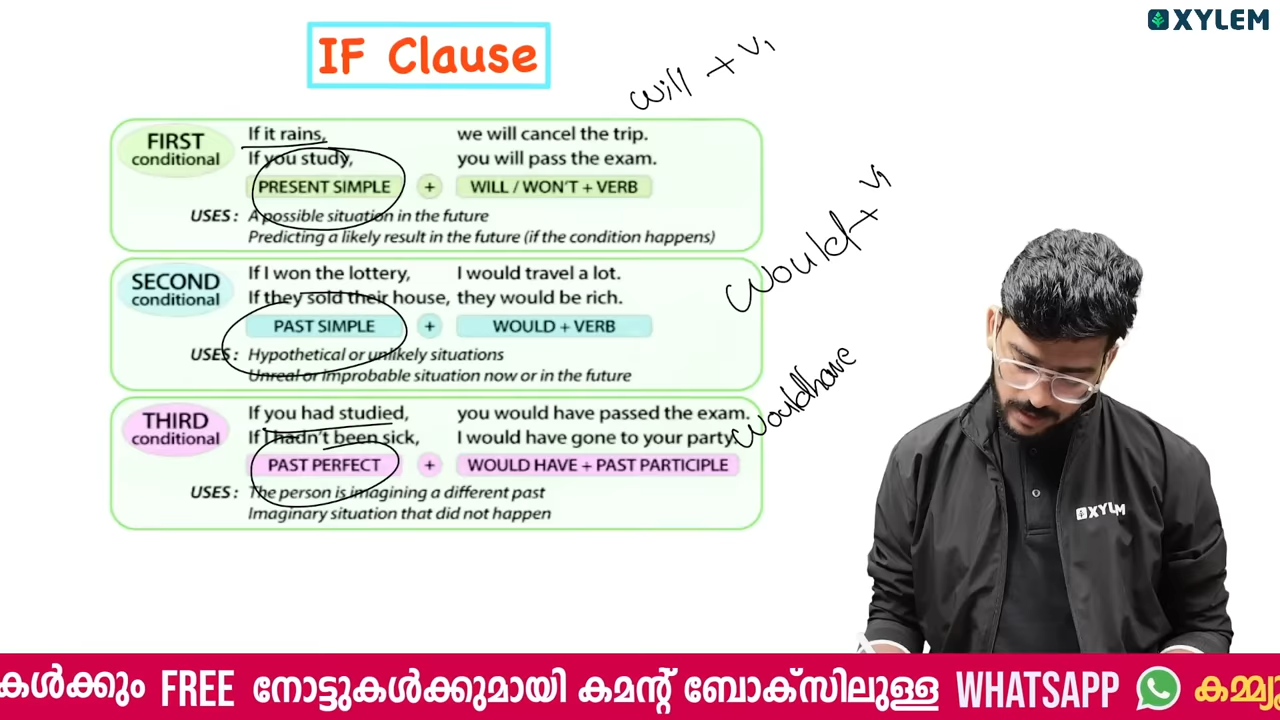 XYLEM
IF Clause
will + V₁
FIRST conditional
If it rains, we will cancel the trip.
If you study, you will pass the exam.
PRESENT SIMPLE + WILL / WON'T + VERB
USES: A possible situation in the future
Predicting a likely result in the future (if the condition happens)
would + V₁
SECOND conditional
If I won the lottery, I would travel a lot.
If they sold their house, they would be rich.
PAST SIMPLE + WOULD + VERB
USES: Hypothetical or unlikely situations
Unreal or improbable situation now or in the future
would have
THIRD conditional
If you had studied, you would have passed the exam.
If I hadn't been sick, I would have gone to your party.
PAST PERFECT + WOULD HAVE + PAST PARTICIPLE
USES: The person is imagining a different past
Imaginary situation that did not happen
XYLEM
കൾക്കും FREE നോട്ടുകൾക്കുമായി കമന്റ് ബോക്സിലുള്ള WHATSAPP കമ്മ്യു